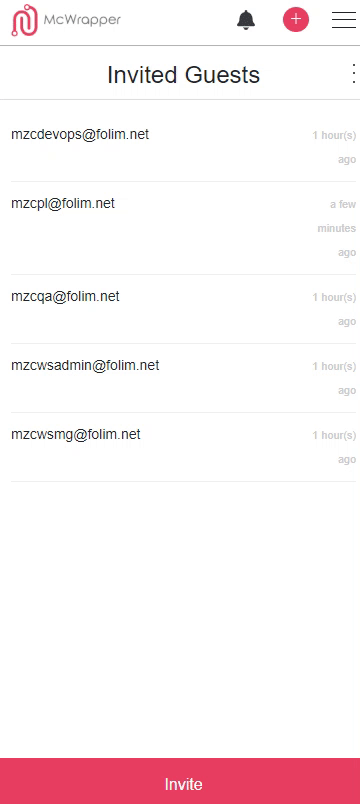 McWrapper
+
Invited Guests
mzcdevops@folim.net 1 hour(s)
ago
mzcpl@folim.net a few
minutes
ago
mzcqa@folim.net 1 hour(s)
ago
mzcwsadmin@folim.net 1 hour(s)
ago
mzcwsmg@folim.net 1 hour(s)
ago
Invite